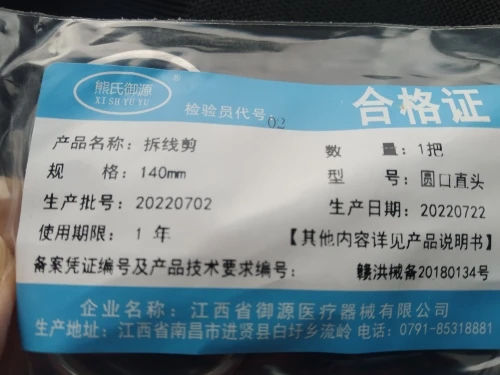 熊氏御源
®
XISHYUYU
检验员代号 02
合格证
产品名称：拆线剪
数 量：1把
规 格：140mm
型 号：圆口直头
生产批号：20220702
生产日期：20220722
使用期限：1 年
【其他内容详见产品说明书】
备案凭证编号及产品技术要求编号：赣洪械备20180134号
企业名称：江西省御源医疗器械有限公司
生产地址：江西省南昌市进贤县白圩乡流岭 电话：0791-85318881